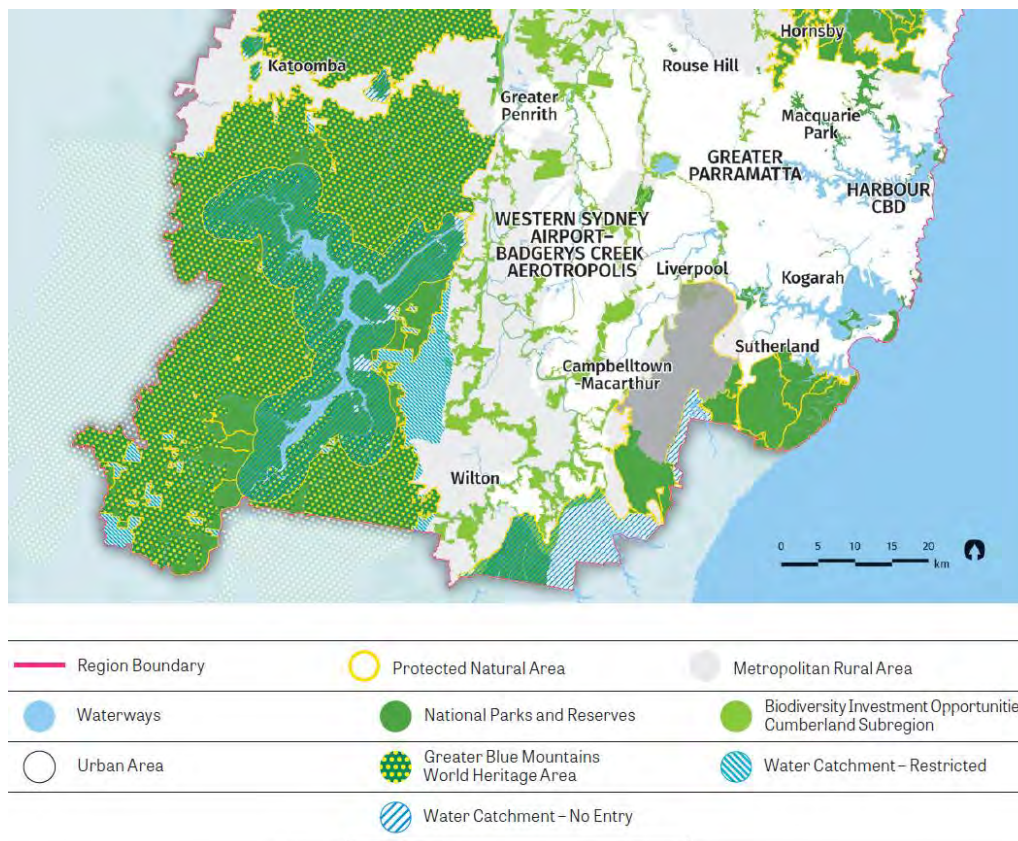 Hornsby
Katoomba
Rouse Hill
Greater
Penrith
Macquarie
Park
GREATER
PARRAMATTA
HARBOUR
CBD
WESTERN SYDNEY
AIRPORT–
BADGERYS CREEK
AEROTROPOLIS
Liverpool
Kogarah
Sutherland
Campbelltown
-Macarthur
Wilton
0 5 10 15 20
km
Region Boundary
Protected Natural Area
Metropolitan Rural Area
Waterways
National Parks and Reserves
Biodiversity Investment Opportunitie
Cumberland Subregion
Urban Area
Greater Blue Mountains
World Heritage Area
Water Catchment – Restricted
Water Catchment – No Entry